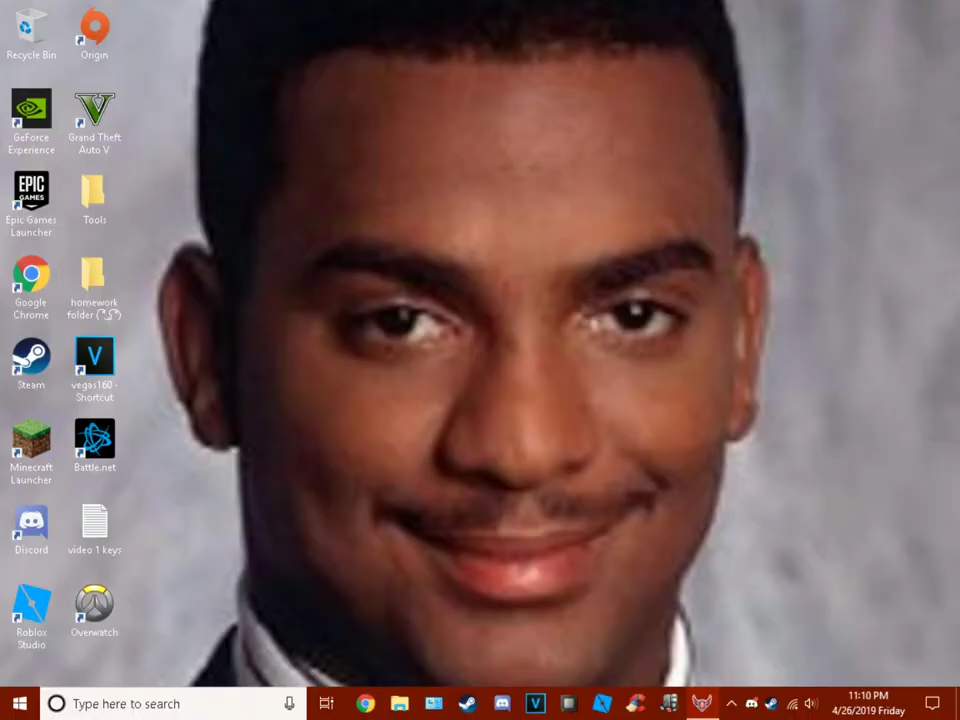 Recycle Bin
Origin
GeForce
Experience
Grand Theft
Auto V
EPIC
GAMES
Epic Games
Launcher
Tools
Google
Chrome
homework
folder ( ͡° ͜ʖ ͡°)
Steam
V
vegas160 -
Shortcut
Minecraft
Launcher
Battle.net
Discord
video 1 keys
Roblox
Studio
Overwatch
Type here to search
V
11:10 PM
4/26/2019 Friday